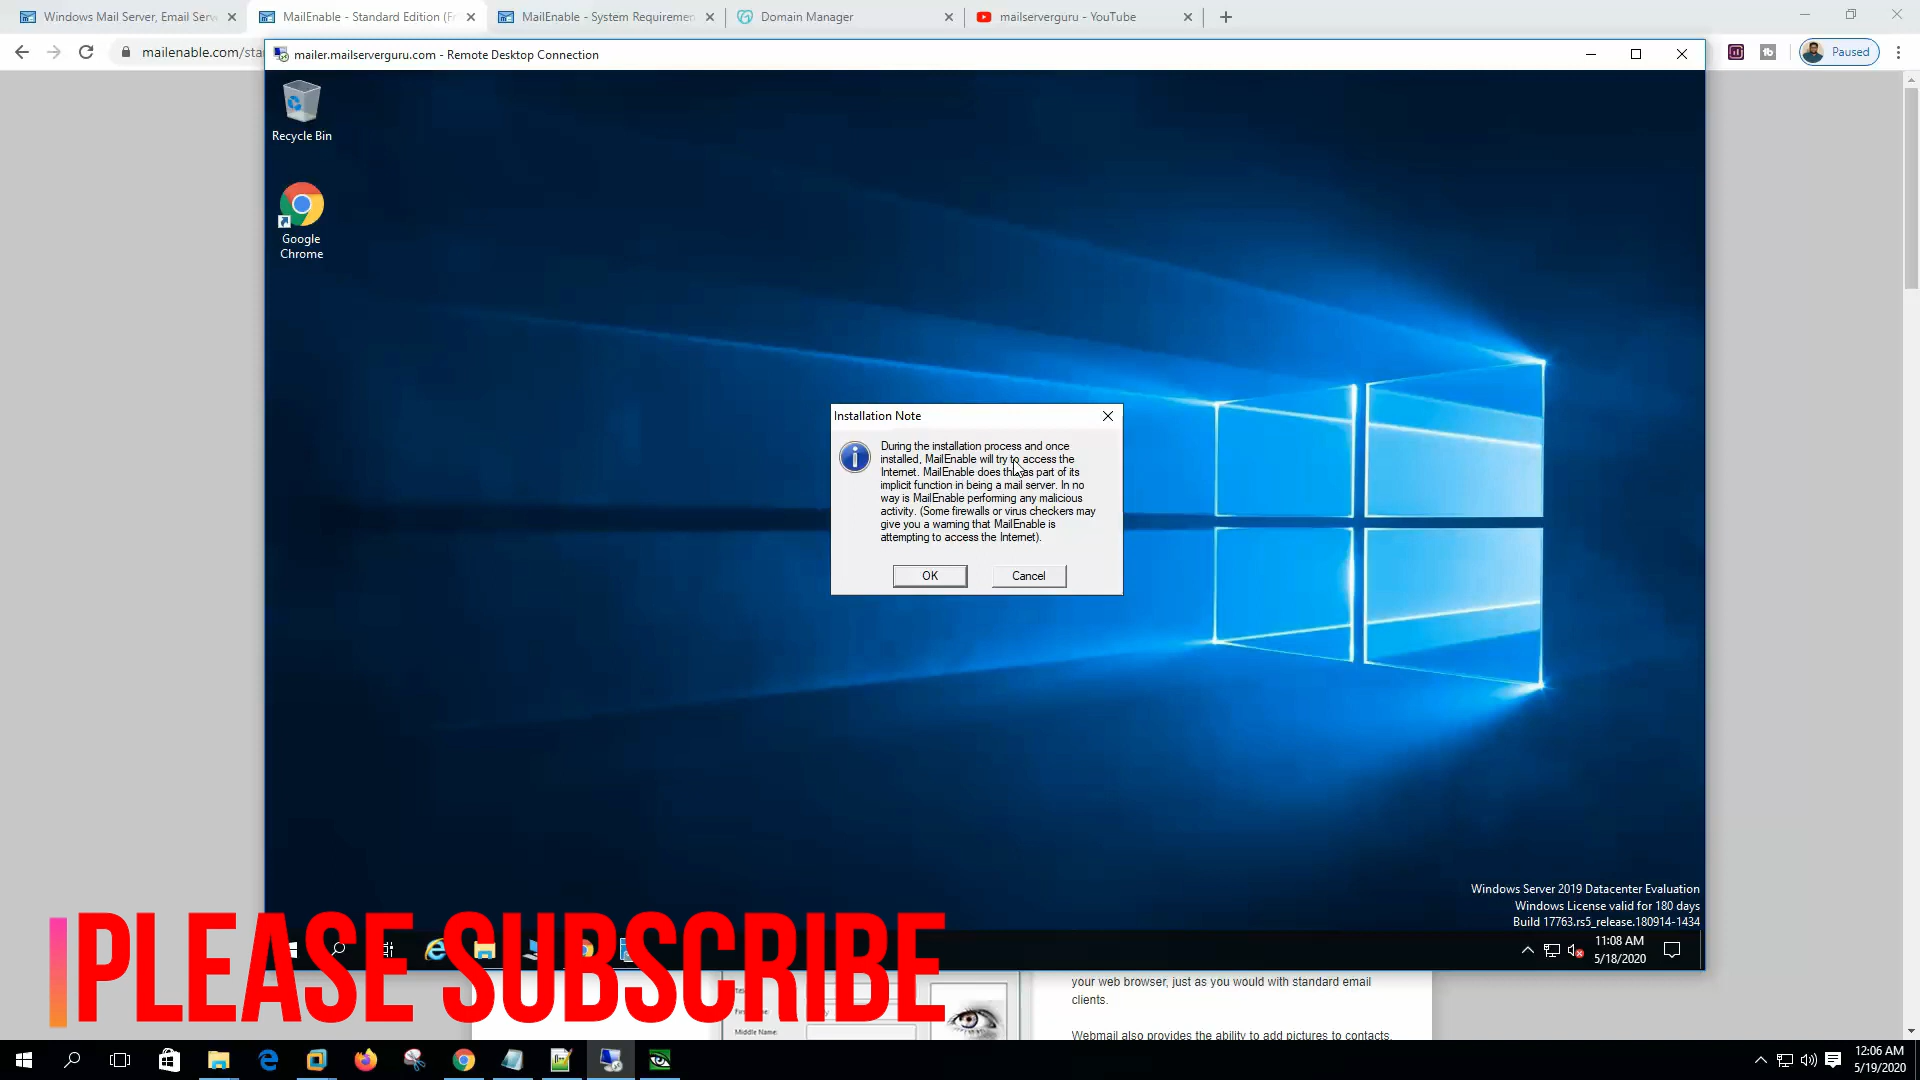 Windows Mail Server, Email Serv
MailEnable - Standard Edition (Fr
MailEnable - System Requiremen
Domain Manager
mailserverguru - YouTube
mailenable.com/sta
Paused
mailer.mailserverguru.com - Remote Desktop Connection
Recycle Bin
Google
Chrome
Installation Note
During the installation process and once
installed, MailEnable will try to access the
Internet. MailEnable does this as part of its
implicit function in being a mail server. In no
way is MailEnable performing any malicious
activity. (Some firewalls or virus checkers may
give you a warning that MailEnable is
attempting to access the Internet).
OK
Cancel
Windows Server 2019 Datacenter Evaluation
Windows License valid for 180 days
Build 17763.rs5_release.180914-1434
11:08 AM
5/18/2020
PLEASE SUBSCRIBE
Middle Name:
your web browser, just as you would with standard email
clients.
Webmail also provides the ability to add pictures to contacts.
12:06 AM
5/19/2020